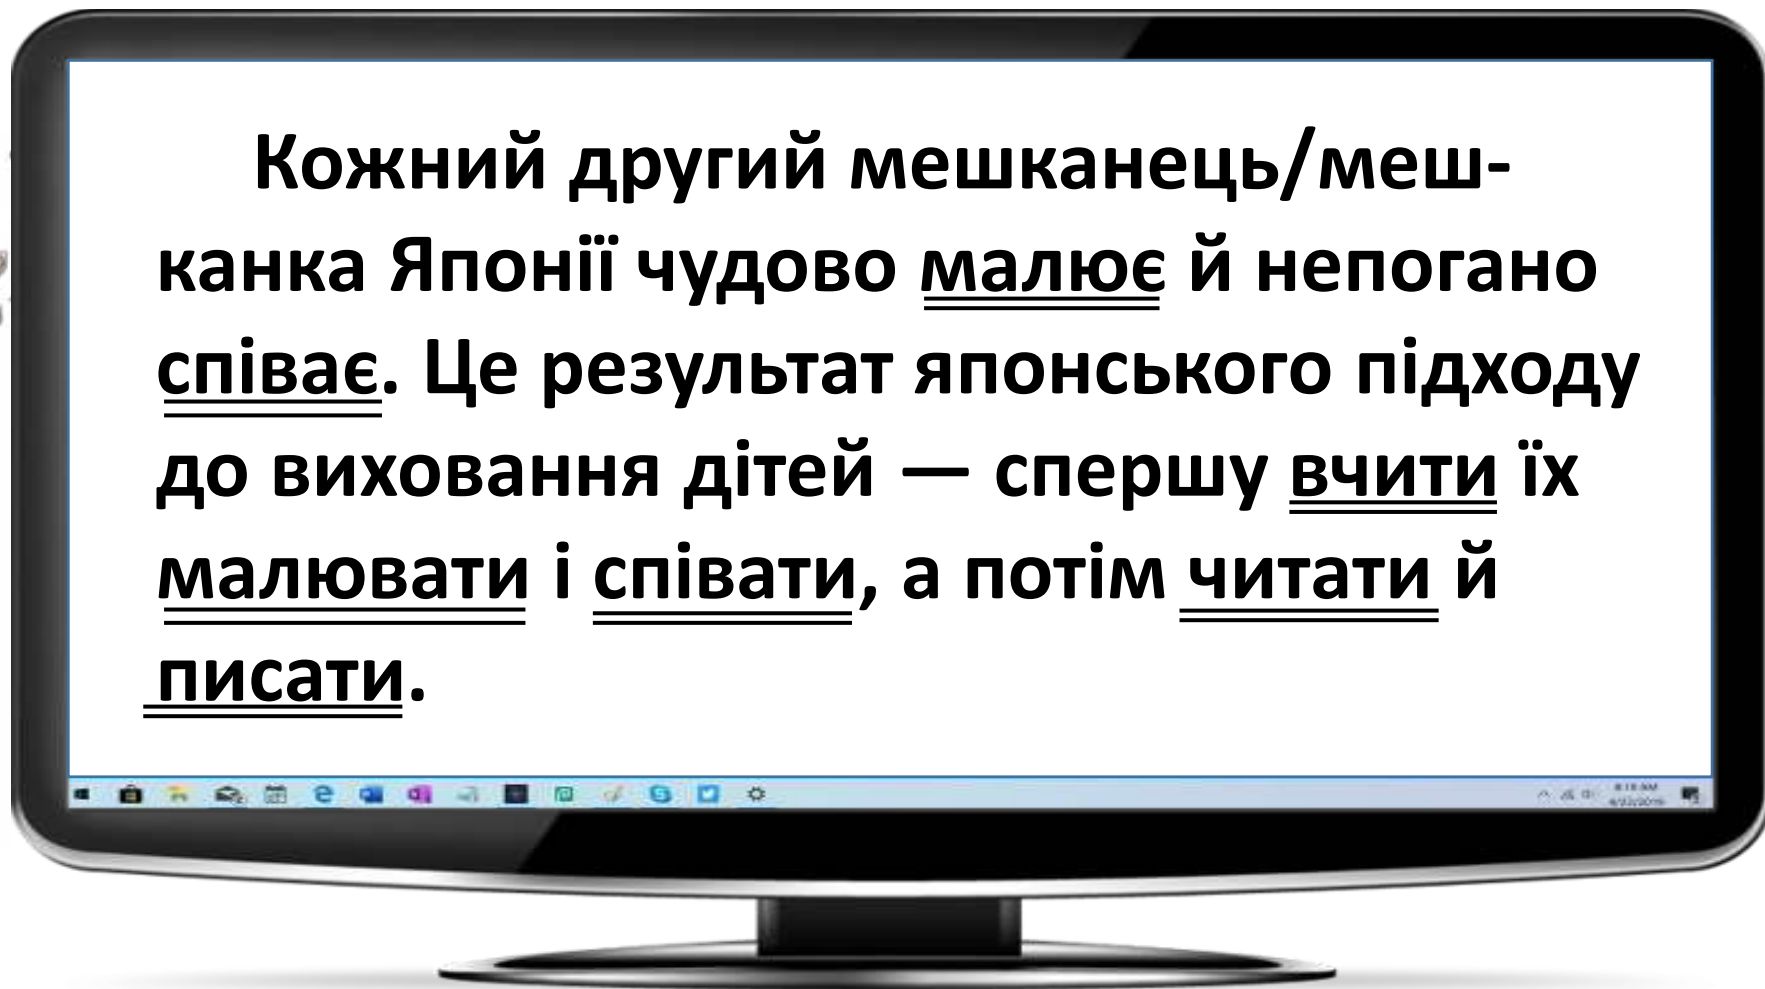 Кожний другий мешканець/меш-
канка Японії чудово малює й непогано
співає. Це результат японського підходу
до виховання дітей — спершу вчити їх
малювати і співати, а потім читати й
писати.